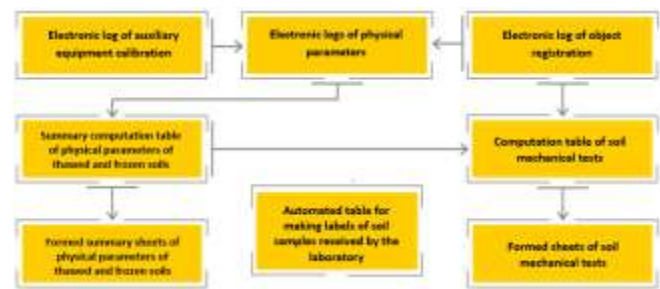 Electronic log of auxiliary
equipment calibration
Electronic logs of physical
parameters
Electronic log of object
registration
Summary computation table
of physical parameters of
thawed and frozen soils
Computation table of soil
mechanical tests
Automated table for
making labels of soil
samples received by the
laboratory
Formed summary sheets of
physical parameters of
thawed and frozen soils
Formed sheets of soil
mechanical tests